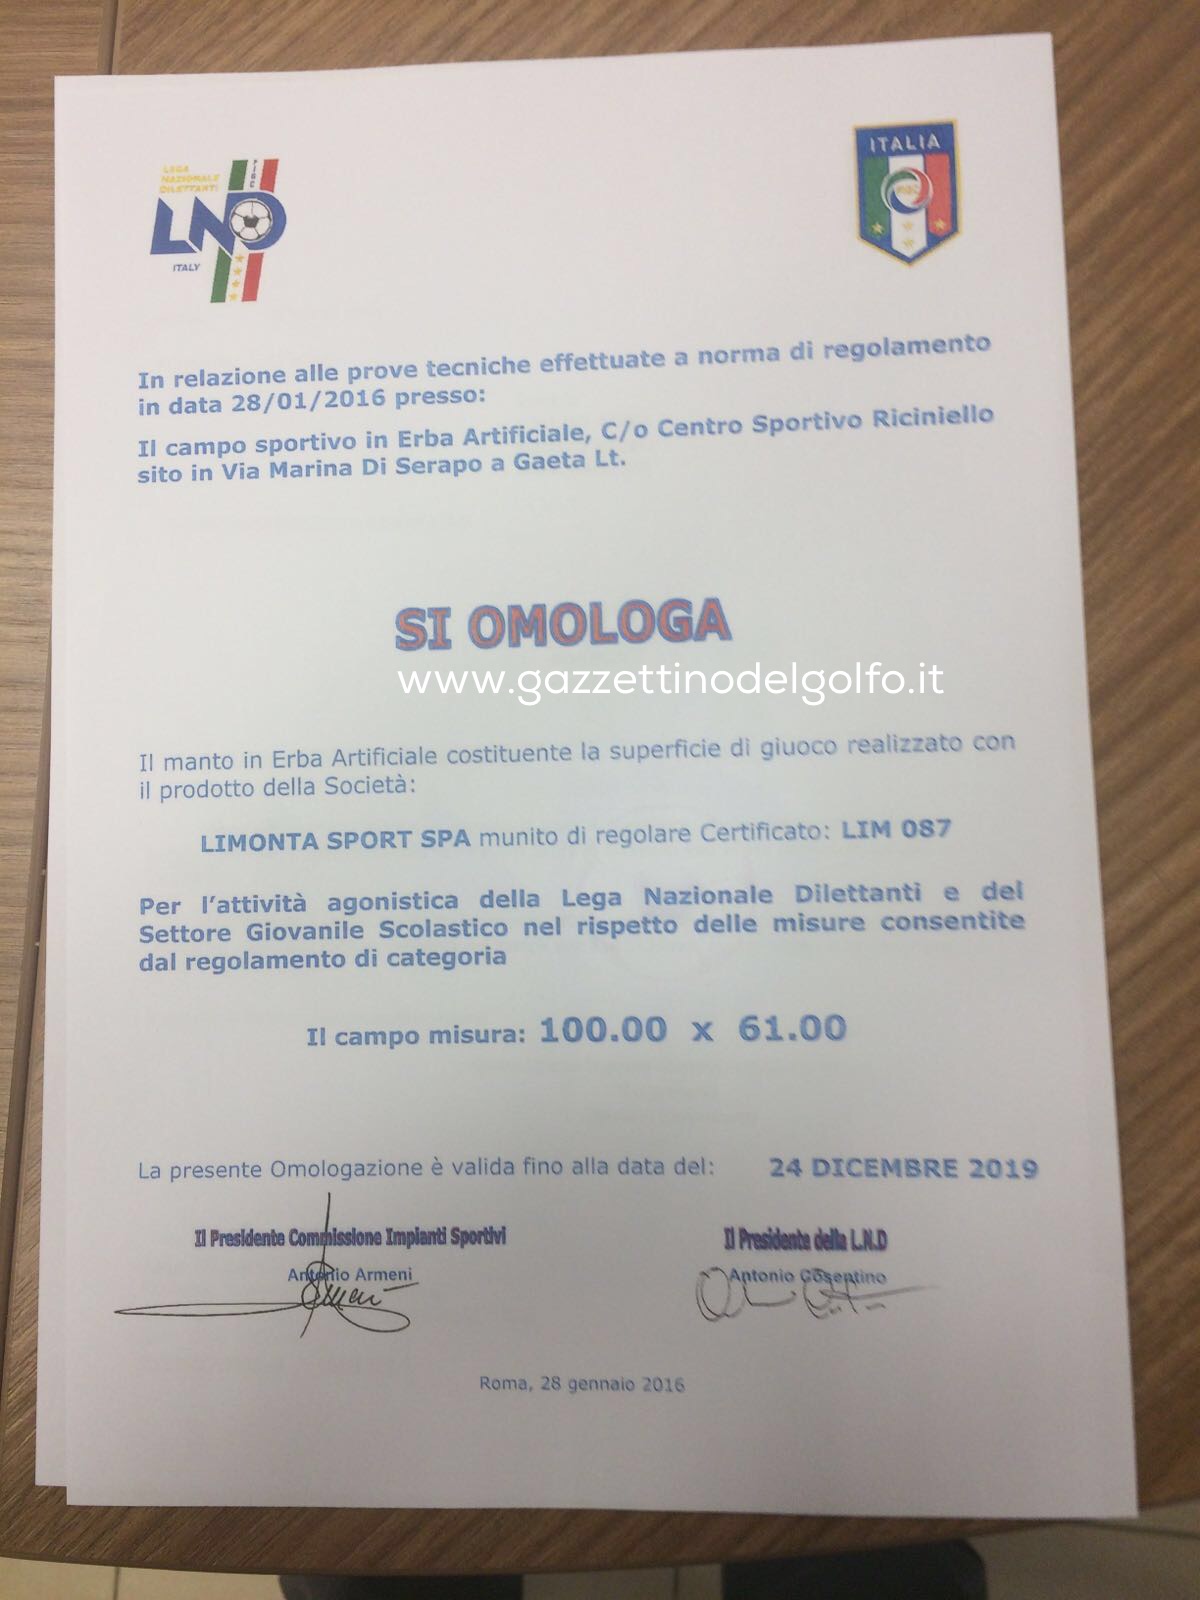 LEGA
NAZIONALE
DILETTANTI
FIGC
LND
ITALY
ITALIA
FIGC
In relazione alle prove tecniche effettuate a norma di regolamento
in data 28/01/2016 presso:
Il campo sportivo in Erba Artificiale, C/o Centro Sportivo Riciniello
sito in Via Marina Di Serapo a Gaeta Lt.
SI OMOLOGA
www.gazzettinodelgolfo.it
Il manto in Erba Artificiale costituente la superficie di giuoco realizzato con
il prodotto della Società:
LIMONTA SPORT SPA munito di regolare Certificato: LIM 087
Per l'attività agonistica della Lega Nazionale Dilettanti e del
Settore Giovanile Scolastico nel rispetto delle misure consentite
dal regolamento di categoria
Il campo misura: 100.00 x 61.00
La presente Omologazione è valida fino alla data del: 24 DICEMBRE 2019
Il Presidente Commissione Impianti Sportivi
Il Presidente della L.N.D
Antonio Armeni
Antonio Cosentino
Roma, 28 gennaio 2016